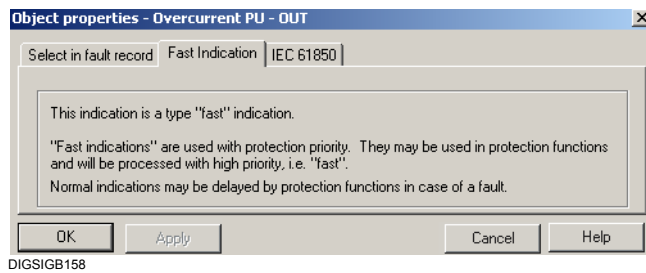 Object properties - Overcurrent PU - OUT
Select in fault record Fast Indication IEC 61850
This indication is a type "fast" indication.
"Fast indications" are used with protection priority. They may be used in protection functions
and will be processed with high priority, i.e. "fast".
Normal indications may be delayed by protection functions in case of a fault.
OK Apply Cancel Help
DIGSIGB158